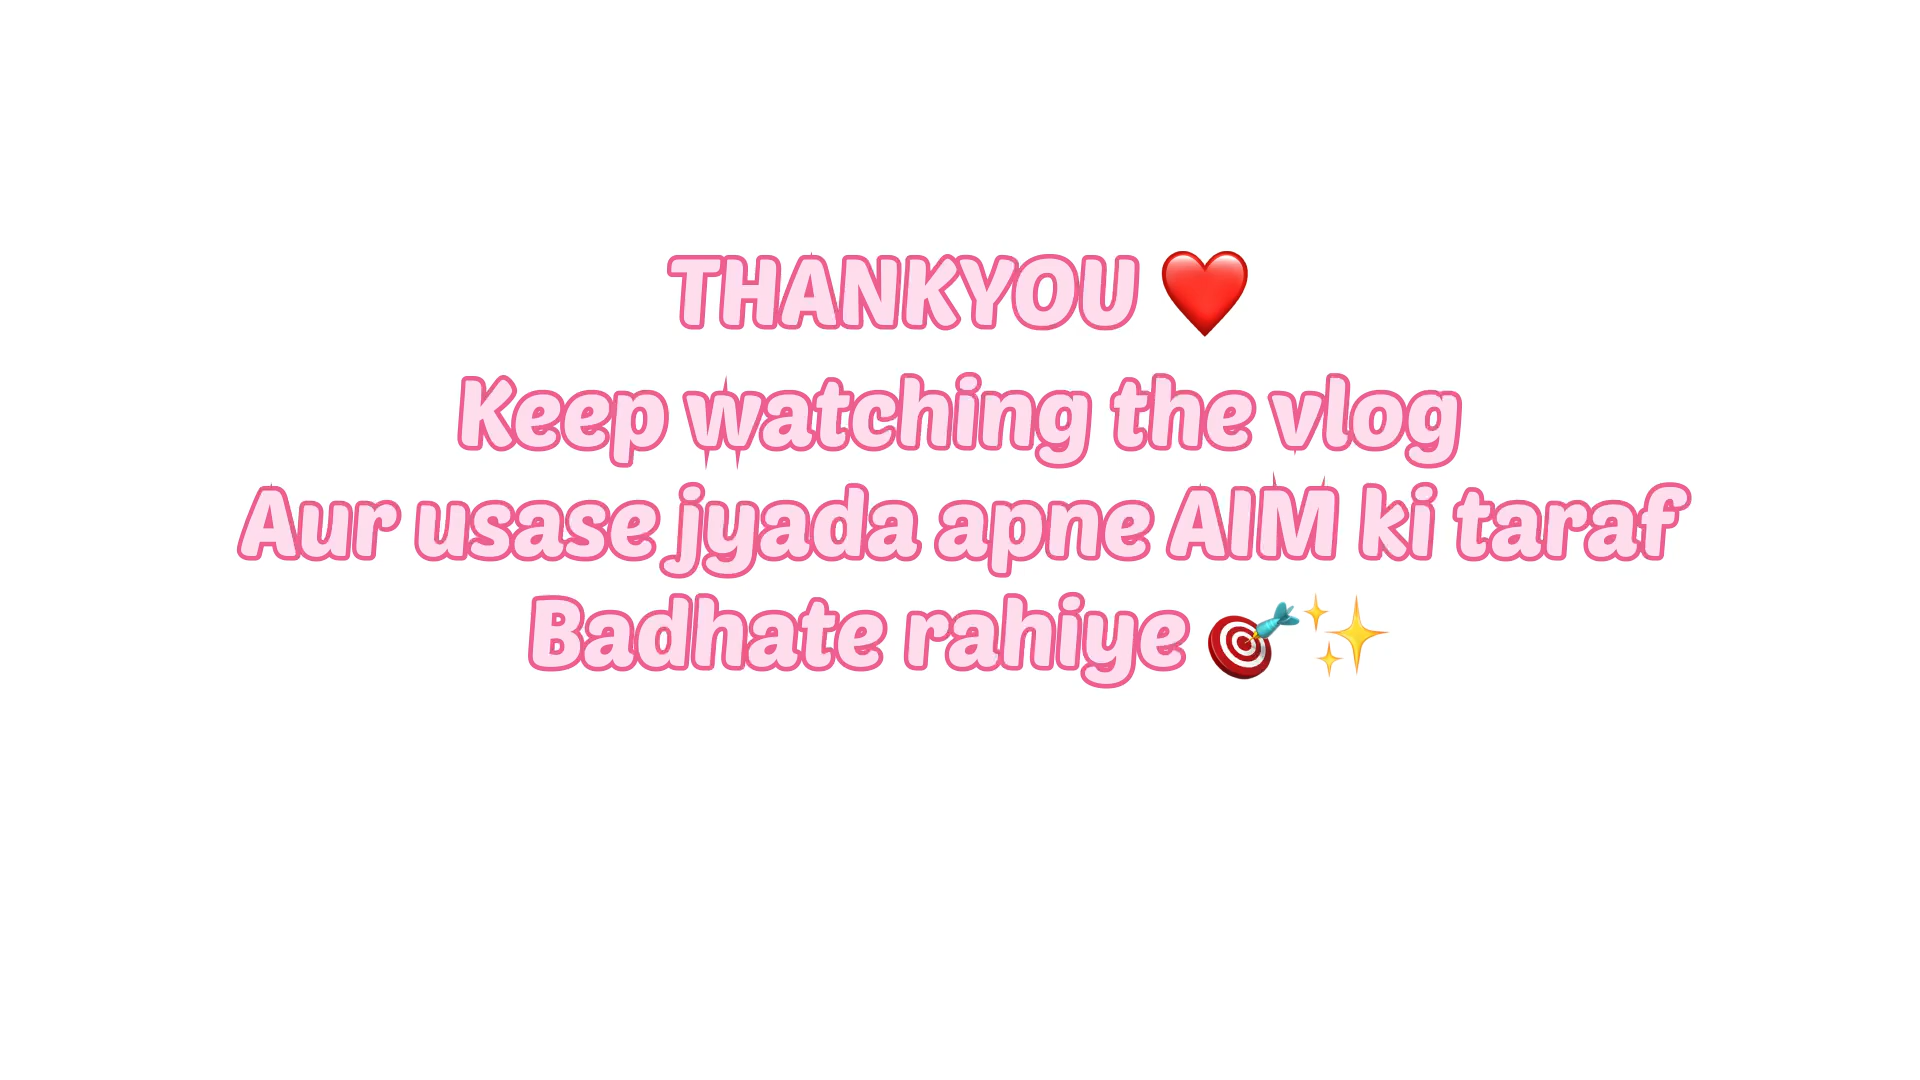 THANKYOU ❤️
Keep watching the vlog
Aur usase jyada apne AIM ki taraf
Badhate rahiye 🎯✨